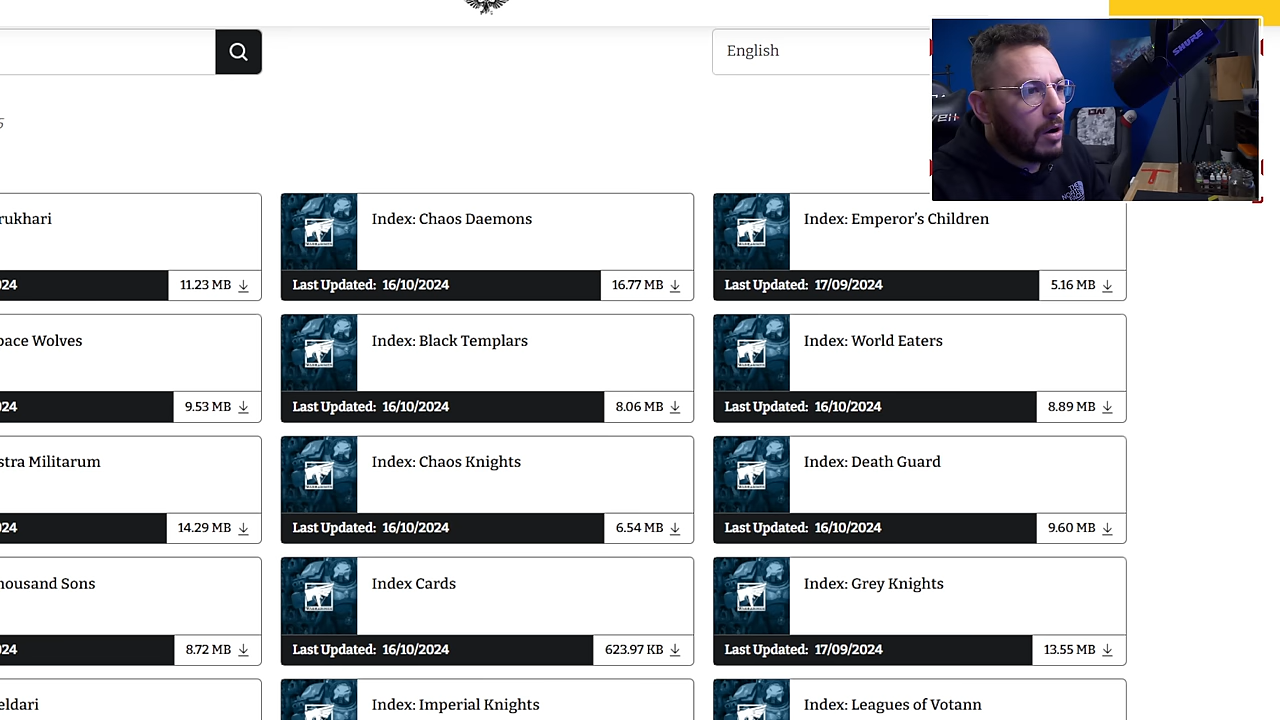 English
SHURE
5
rukhari
24
11.23 MB
Index: Chaos Daemons
Last Updated: 16/10/2024
16.77 MB
Index: Emperor's Children
Last Updated: 17/09/2024
5.16 MB
pace Wolves
24
9.53 MB
Index: Black Templars
Last Updated: 16/10/2024
8.06 MB
Index: World Eaters
Last Updated: 16/10/2024
8.89 MB
stra Militarum
24
14.29 MB
Index: Chaos Knights
Last Updated: 16/10/2024
6.54 MB
Index: Death Guard
Last Updated: 16/10/2024
9.60 MB
housand Sons
24
8.72 MB
Index Cards
Last Updated: 16/10/2024
623.97 KB
Index: Grey Knights
Last Updated: 17/09/2024
13.55 MB
eldari
Index: Imperial Knights
Index: Leagues of Votann